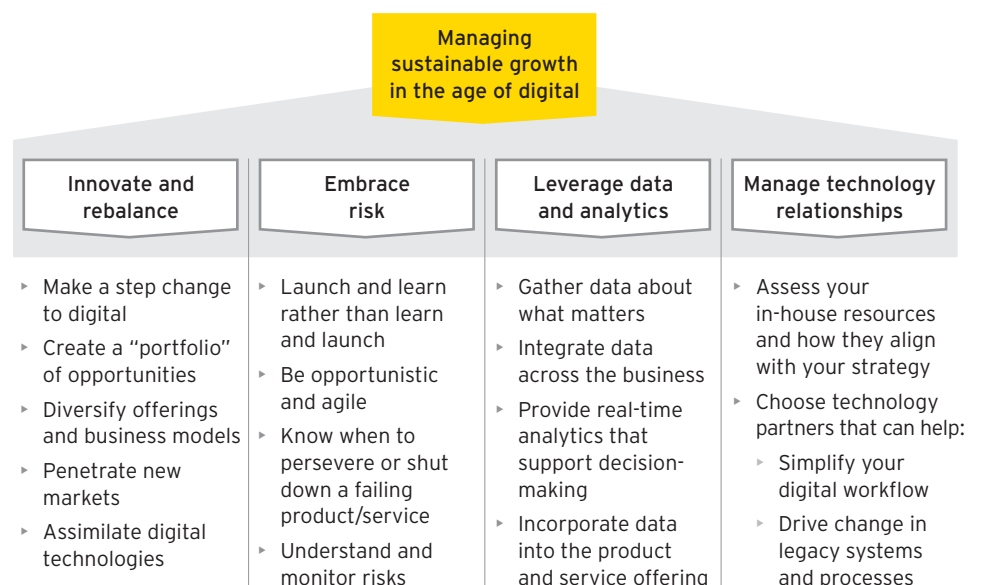 Managing
sustainable growth
in the age of digital
Innovate and
rebalance
Embrace
risk
Leverage data
and analytics
Manage technology
relationships
‣ Make a step change
to digital
‣ Create a “portfolio”
of opportunities
‣ Diversify offerings
and business models
‣ Penetrate new
markets
‣ Assimilate digital
technologies
‣ Launch and learn
rather than learn
and launch
‣ Be opportunistic
and agile
‣ Know when to
persevere or shut
down a failing
product/service
‣ Understand and
monitor risks
‣ Gather data about
what matters
‣ Integrate data
across the business
‣ Provide real-time
analytics that
support decision-
making
‣ Incorporate data
into the product
and service offering
‣ Assess your
in-house resources
and how they align
with your strategy
‣ Choose technology
partners that can help:
‣ Simplify your
digital workflow
‣ Drive change in
legacy systems
and processes